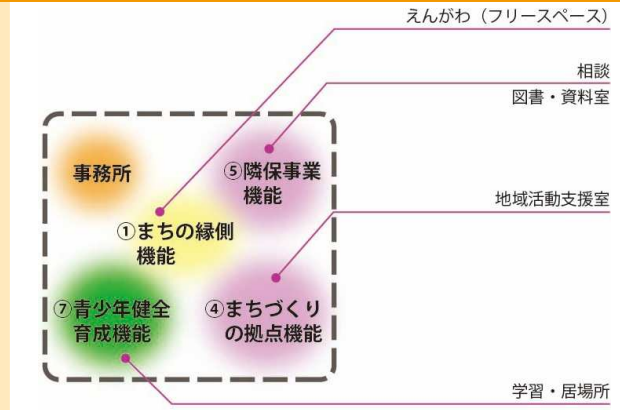 えんがわ（フリースペース）
相談
図書・資料室
事務所
⑤隣保事業
機能
地域活動支援室
①まちの縁側
機能
⑦青少年健全
育成機能
④まちづくり
の拠点機能
学習・居場所